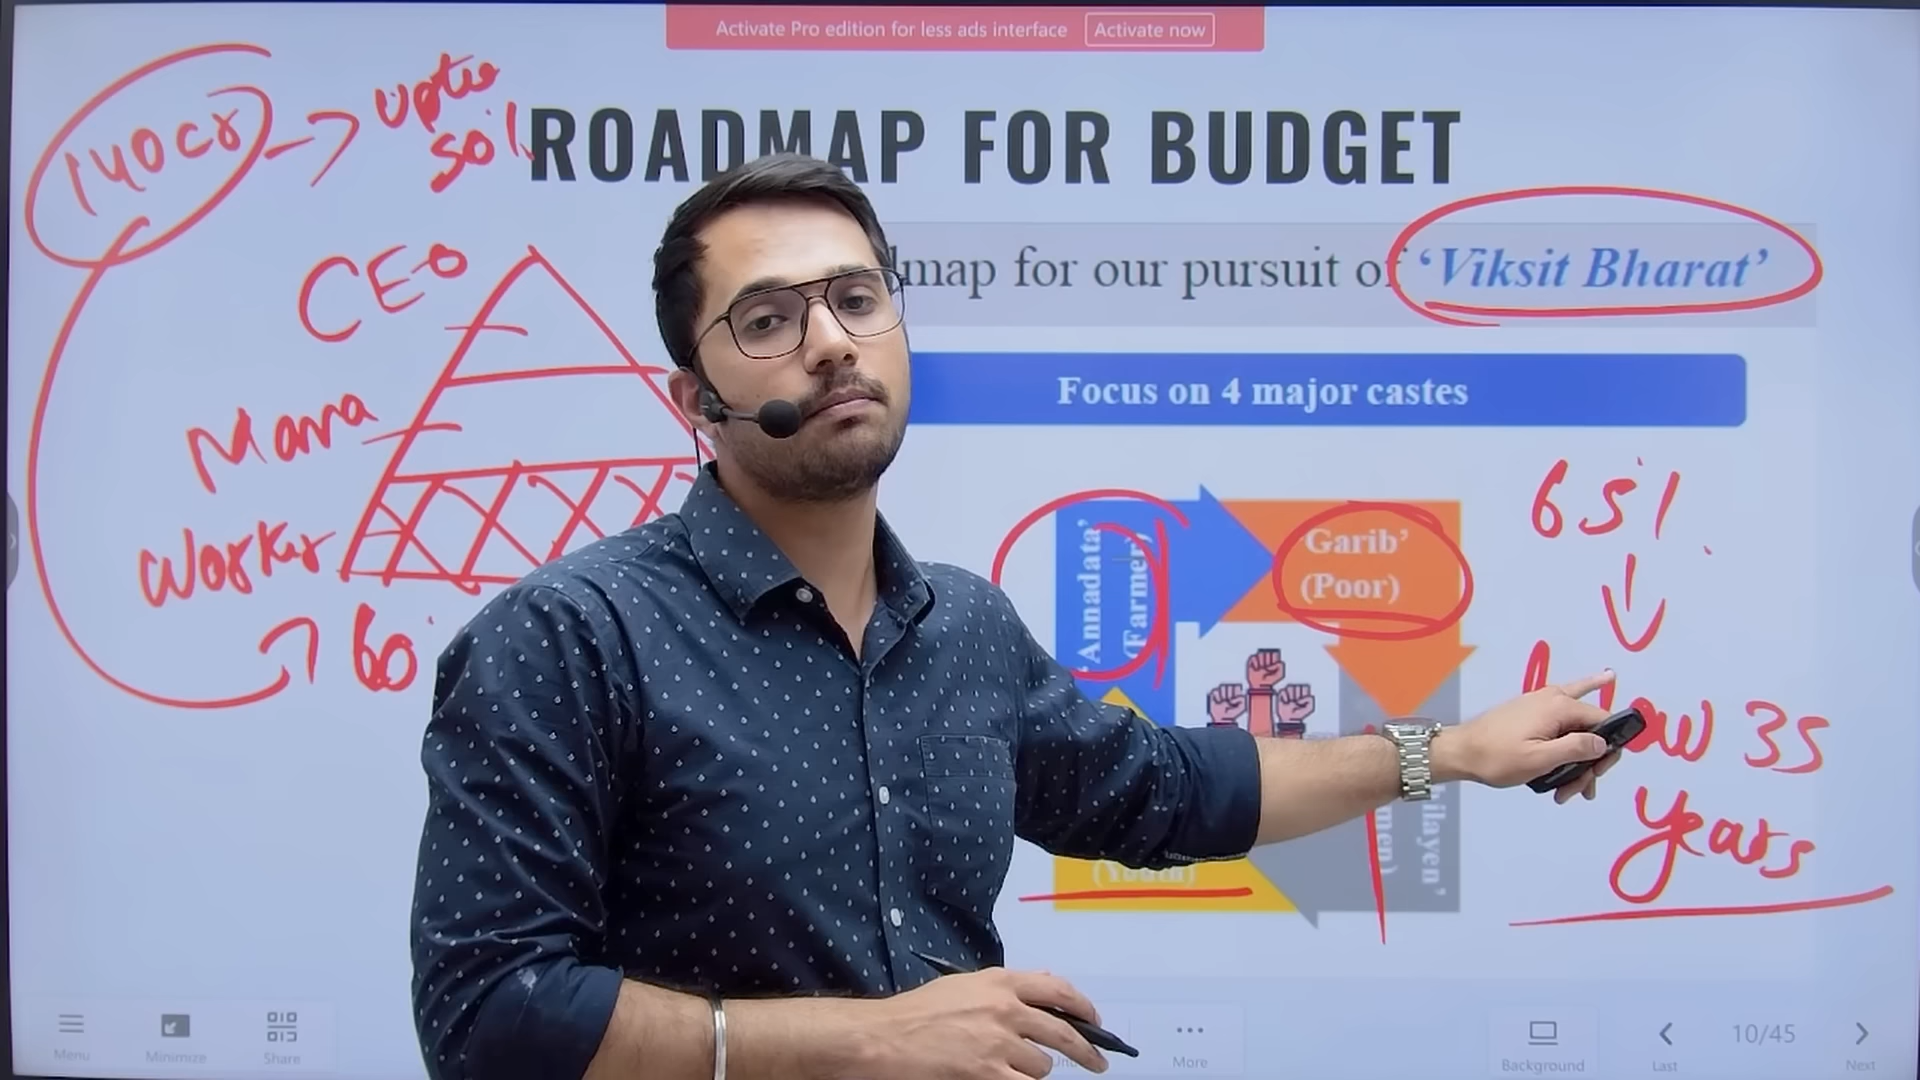 Activate Pro edition for less ads interface
Activate now
140 cr → upto
50%
ROADMAP FOR BUDGET
for our pursuit of 'Viksit Bharat'
CEO
Focus on 4 major castes
Mana
Worker
60
'Annadata'
(Farmer)
Garib'
(Poor)
65%
35
years
(Youth)
Menu
Minimize
Share
More
Background
Last
10/45
Next